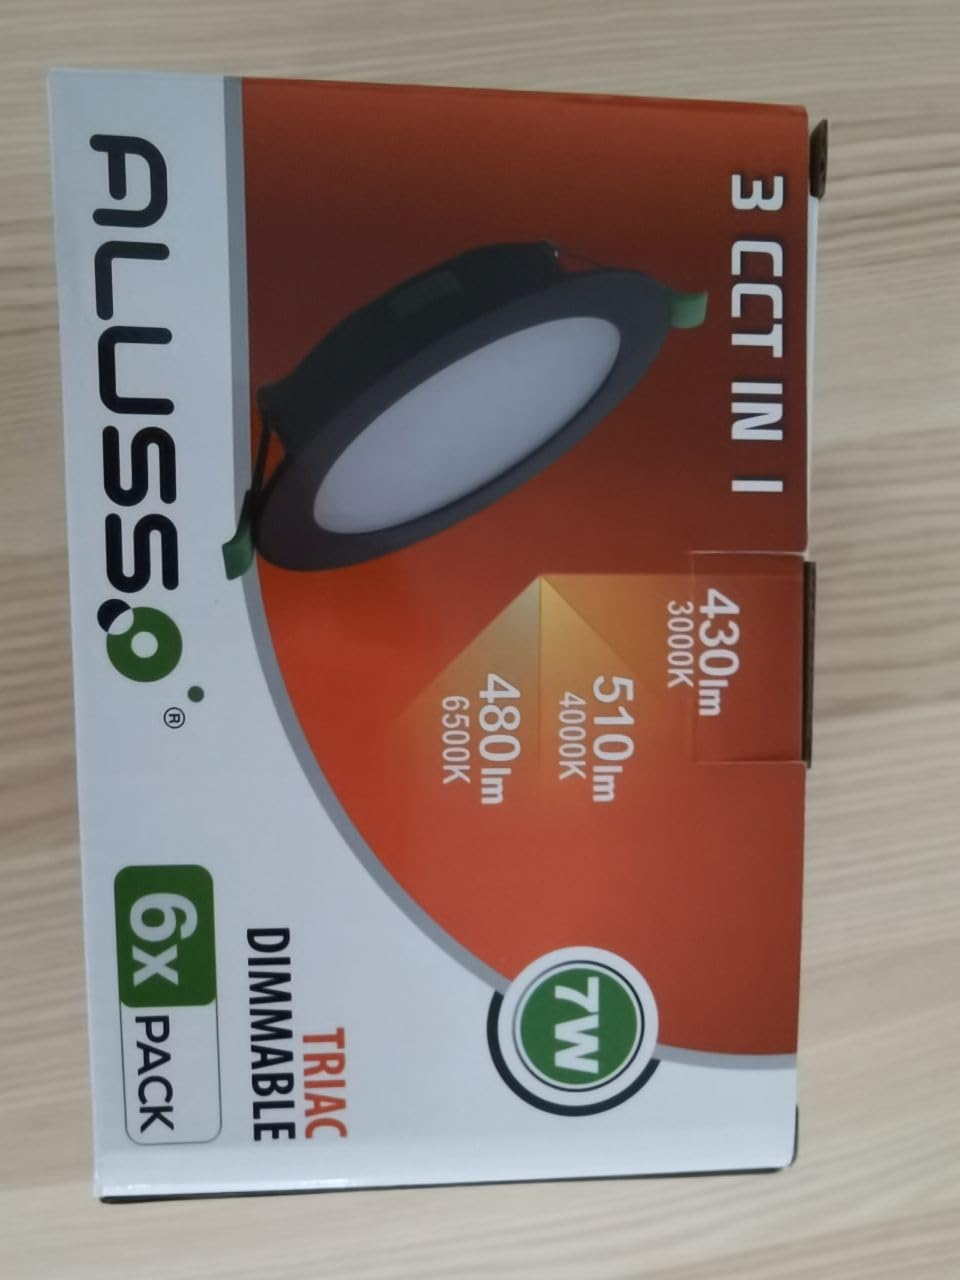 3 CCT IN 1
430lm
3000K
510lm
4000K
480lm
6500K
7W
TRIAC
DIMMABLE
ALUSSO®
6x PACK